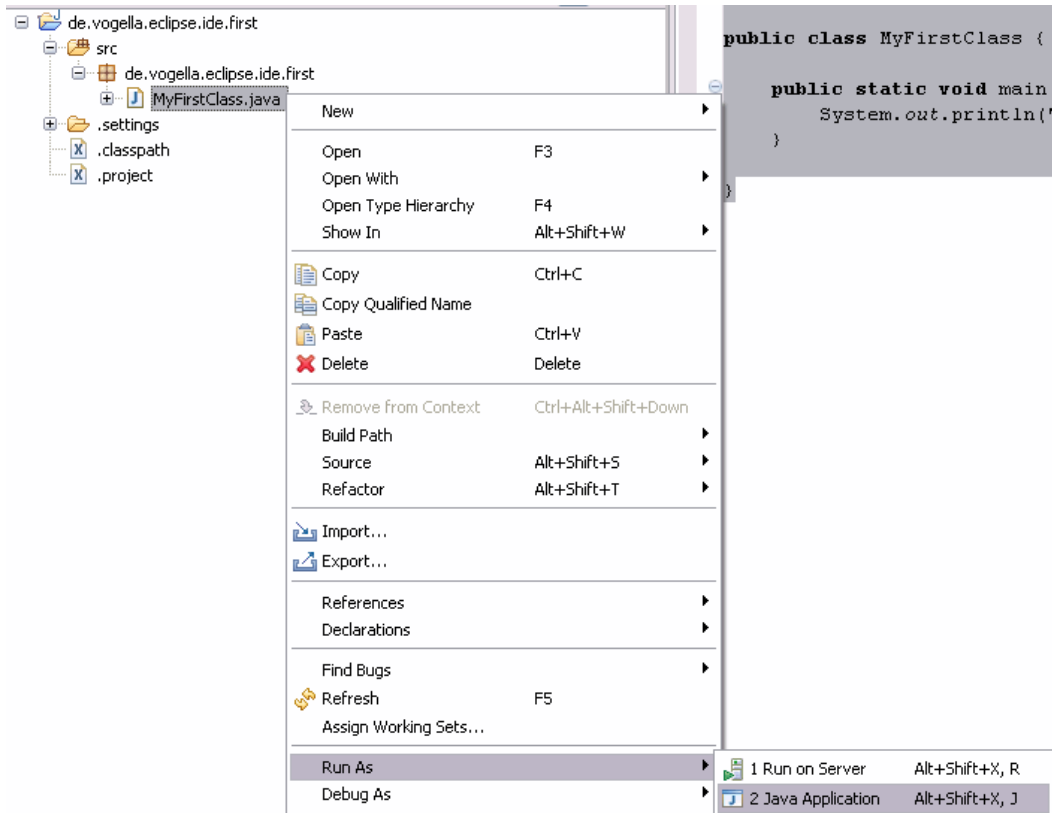 de.vogella.eclipse.ide.first
src
de.vogella.eclipse.ide.first
MyFirstClass.java
.settings
.classpath
.project
public class MyFirstClass {
public static void main
System.out.println("
}
}
New
Open F3
Open With
Open Type Hierarchy F4
Show In Alt+Shift+W
Copy Ctrl+C
Copy Qualified Name
Paste Ctrl+V
Delete Delete
Remove from Context Ctrl+Alt+Shift+Down
Build Path
Source Alt+Shift+S
Refactor Alt+Shift+T
Import...
Export...
References
Declarations
Find Bugs
Refresh F5
Assign Working Sets...
Run As
Debug As
1 Run on Server Alt+Shift+X, R
2 Java Application Alt+Shift+X, J